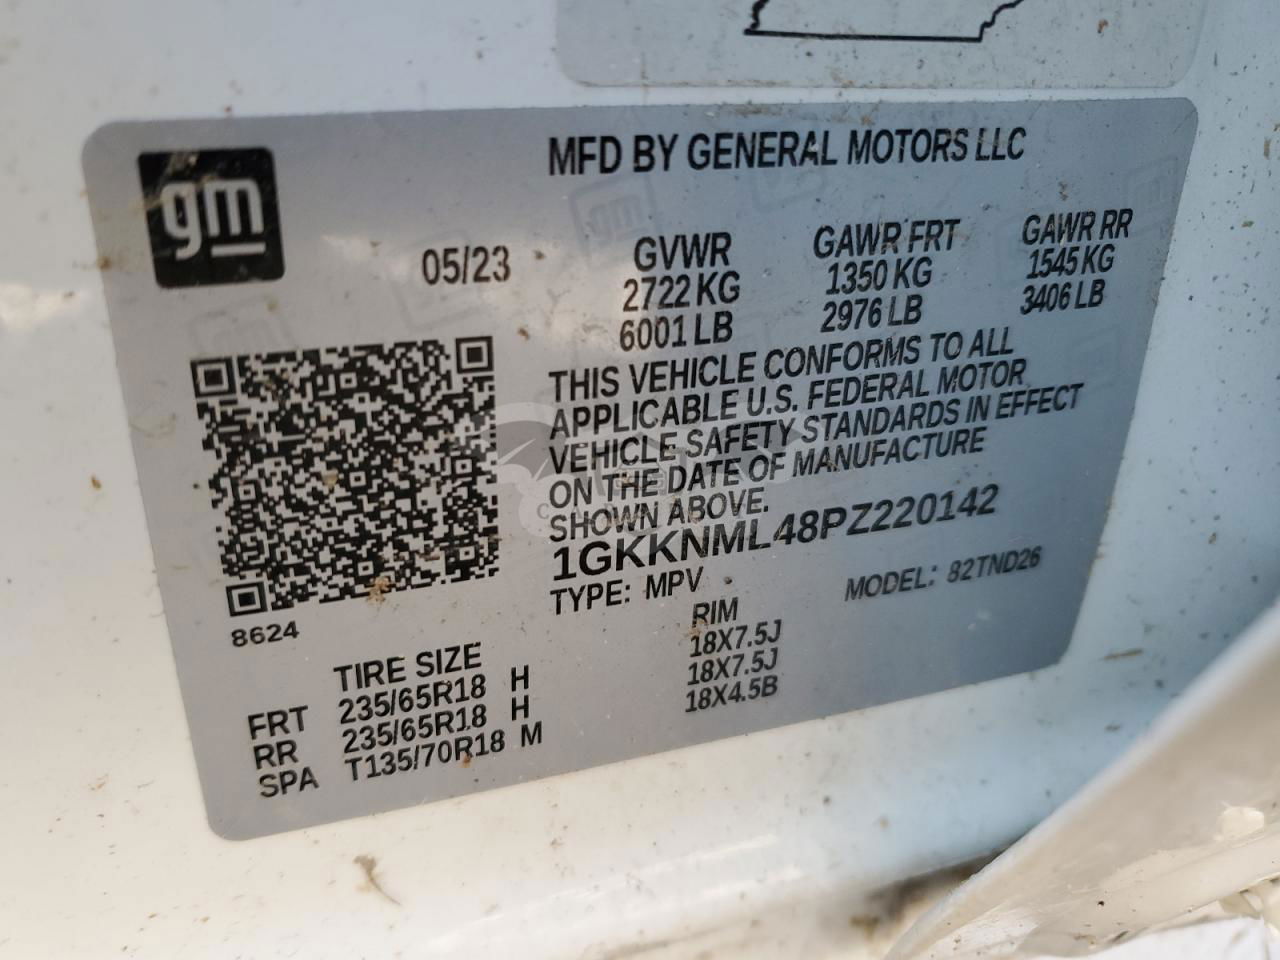 gm
MFD BY GENERAL MOTORS LLC
05/23
GVWR GAWR FRT GAWR RR
2722 KG 1350 KG 1545 KG
6001 LB 2976 LB 3406 LB
THIS VEHICLE CONFORMS TO ALL
APPLICABLE U.S. FEDERAL MOTOR
VEHICLE SAFETY STANDARDS IN EFFECT
ON THE DATE OF MANUFACTURE
SHOWN ABOVE.
1GKKNML48PZ220142
TYPE: MPV MODEL: 82TND26
8624
TIRE SIZE RIM
FRT 235/65R18 H 18X7.5J
RR 235/65R18 H 18X7.5J
SPA T135/70R18 M 18X4.5B